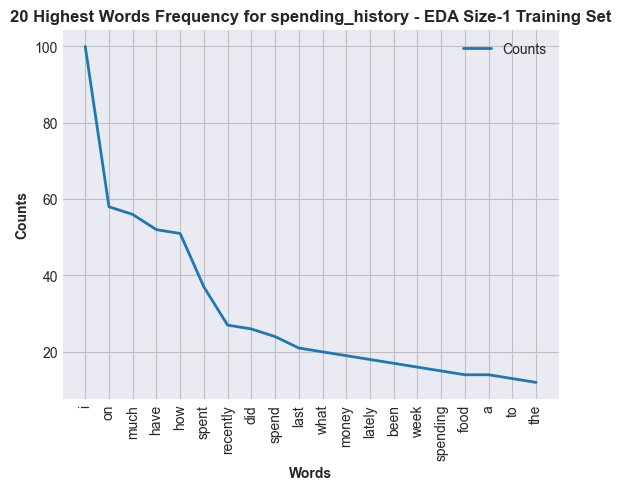 20 Highest Words Frequency for spending_history - EDA Size-1 Training Set
Counts
100
80
60
40
20
Counts
i
on
much
have
how
spent
recently
did
spend
last
what
money
lately
been
week
spending
food
a
to
the
Words